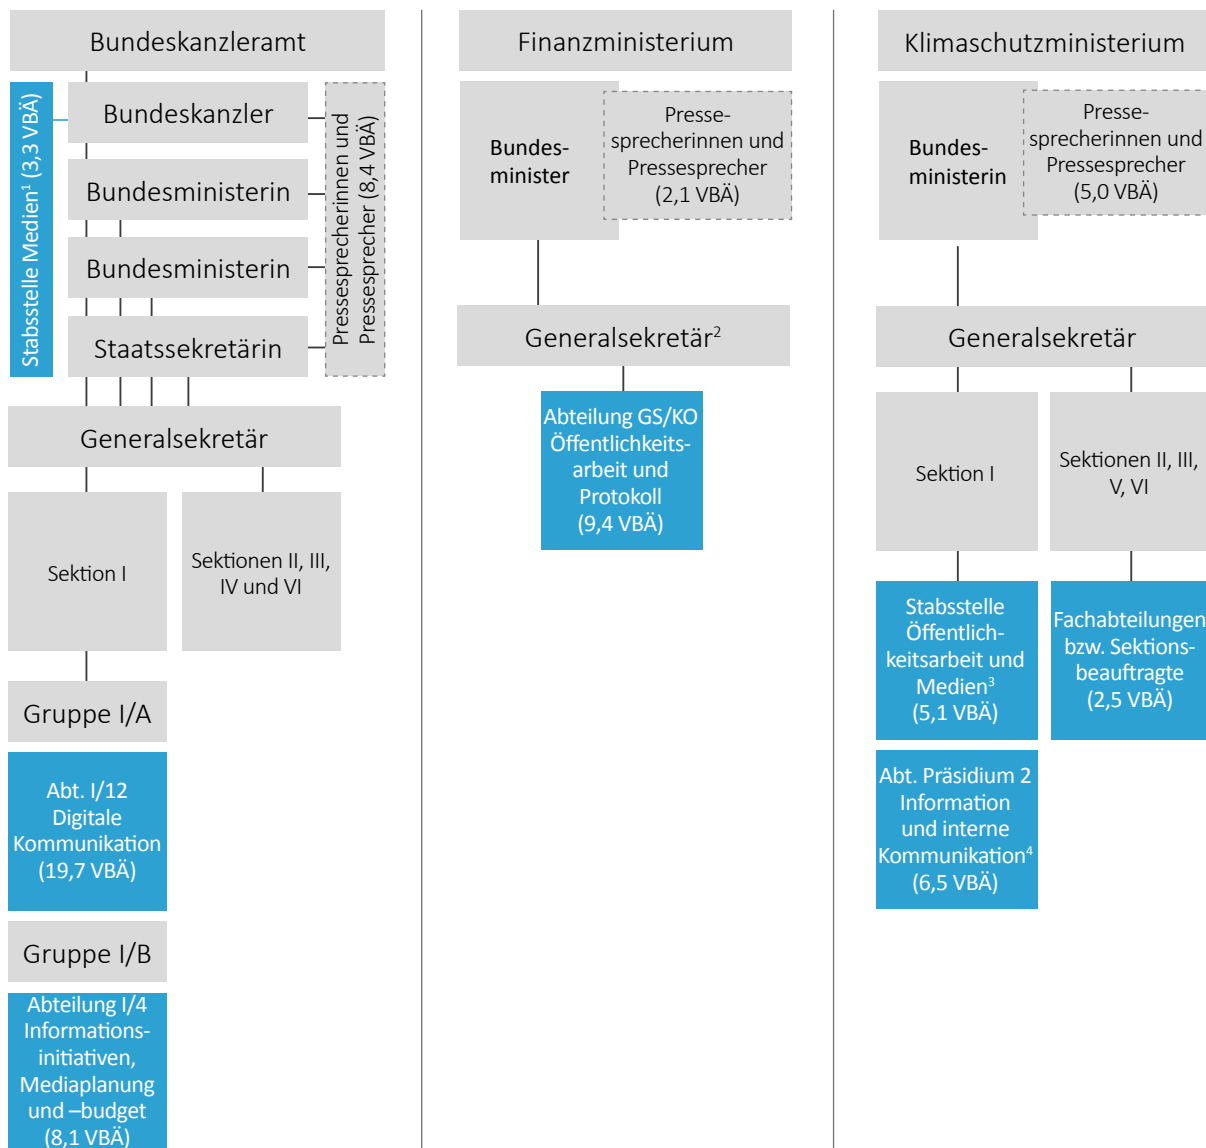 Bundeskanzleramt
Stabsstelle Medien¹ (3,3 VBÄ)
Bundeskanzler
Bundesministerin
Bundesministerin
Staatssekretärin
Pressesprecherinnen und
Pressesprecher (8,4 VBÄ)
Generalsekretär
Sektion I
Sektionen II, III,
IV und VI
Gruppe I/A
Abt. I/12
Digitale
Kommunikation
(19,7 VBÄ)
Gruppe I/B
Abteilung I/4
Informations-
initiativen,
Mediaplanung
und –budget
(8,1 VBÄ)
Finanzministerium
Bundes-
minister
Presse-
sprecherinnen und
Pressesprecher
(2,1 VBÄ)
Generalsekretär²
Abteilung GS/KO
Öffentlichkeits-
arbeit und
Protokoll
(9,4 VBÄ)
Klimaschutzministerium
Bundes-
ministerin
Presse-
sprecherinnen und
Pressesprecher
(5,0 VBÄ)
Generalsekretär
Sektion I
Sektionen II, III,
V, VI
Stabsstelle
Öffentlich-
keitsarbeit und
Medien³
(5,1 VBÄ)
Fachabteilungen
bzw. Sektions-
beauftragte
(2,5 VBÄ)
Abt. Präsidium 2
Information
und interne
Kommunikation⁴
(6,5 VBÄ)